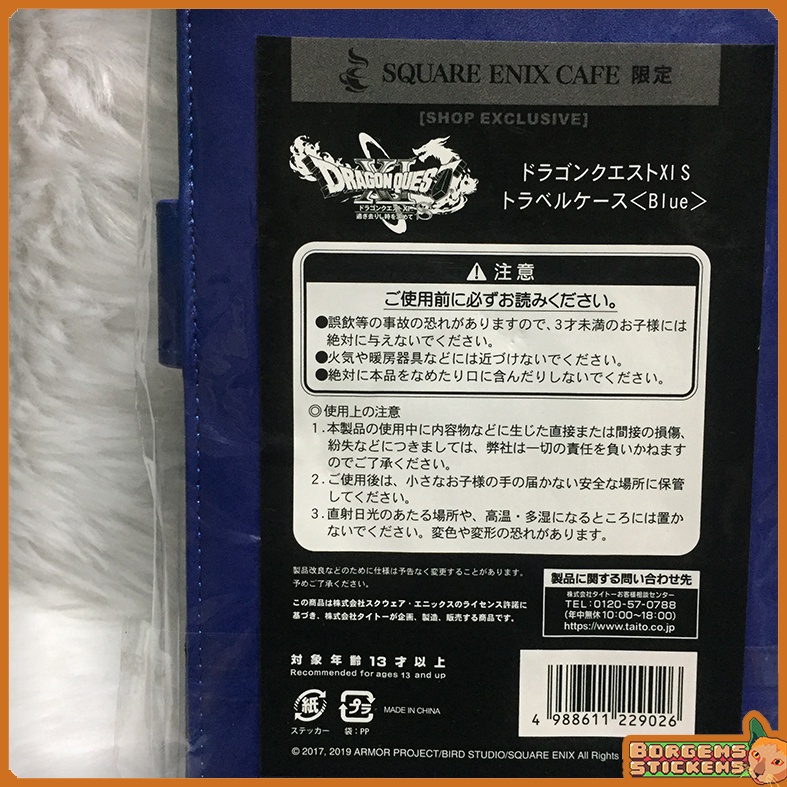 SQUARE ENIX CAFE 限定
[SHOP EXCLUSIVE]
DRAGON QUEST
XI
ドラゴンクエストXI
過ぎ去りし時を求めて S
ドラゴンクエストXI S
トラベルケース<Blue>
注意
ご使用前に必ずお読みください。
●誤飲等の事故の恐れがありますので、3才未満のお子様には
絶対に与えないでください。
●火気や暖房器具などには近づけないでください。
●絶対に本品をなめたり口に含んだりしないでください。
◎使用上の注意
1.本製品の使用中に内容物などに生じた直接または間接の損傷、
紛失などにつきましては、弊社は一切の責任を負いかねます
のでご了承ください。
2.ご使用後は、小さなお子様の手の届かない安全な場所に保管
してください。
3.直射日光のあたる場所や、高温・多湿になるところには置か
ないでください。変色や変形の恐れがあります。
製品改良などのために仕様は予告なく変更することがあります。
予めご了承ください。
この商品は株式会社スクウェア・エニックスのライセンス許諾に
基づき、株式会社タイトーが企画、製造、販売する商品です。
製品に関する問い合わせ先
株式会社タイトーお客様相談センター
TEL:0120-57-0788
(年中無休10:00~18:00)
https://www.taito.co.jp
対象年齢13才以上
Recommended for ages 13 and up
紙
ステッカー
プラ
袋:PP
MADE IN CHINA
4 988611 229026
© 2017, 2019 ARMOR PROJECT/BIRD STUDIO/SQUARE ENIX All Rights
BORGEMS
STICKEMS